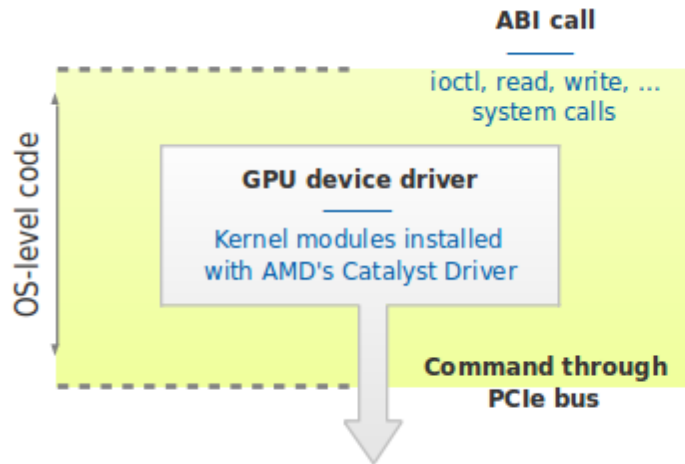 ABI call
ioctl, read, write, ...
system calls
OS-level code
GPU device driver
Kernel modules installed
with AMD's Catalyst Driver
Command through
PCIe bus